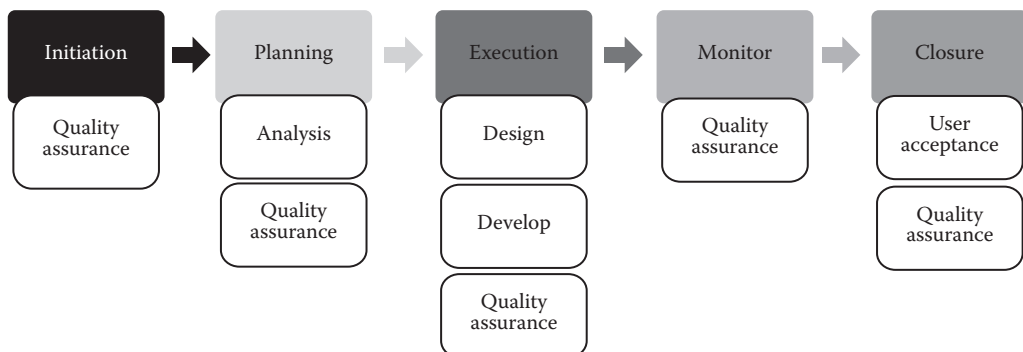 Initiation
Planning
Execution
Monitor
Closure
Quality
assurance
Analysis
Quality
assurance
Design
Develop
Quality
assurance
Quality
assurance
User
acceptance
Quality
assurance